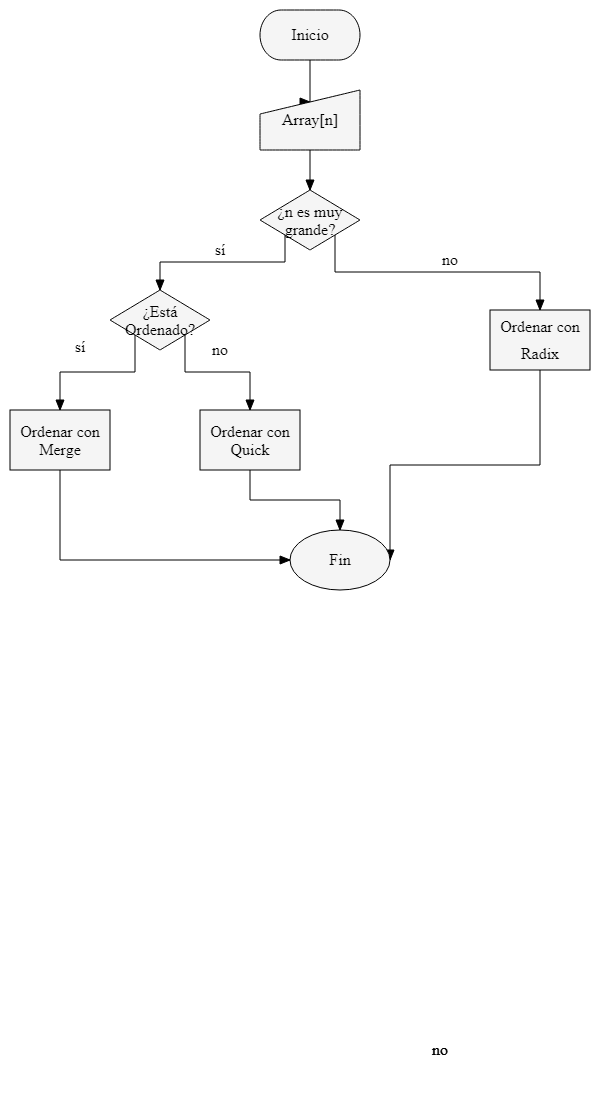 Inicio
Array[n]
¿n es muy
grande?
sí
no
¿Está
Ordenado?
Ordenar con
Radix
sí
no
Ordenar con
Merge
Ordenar con
Quick
Fin
no